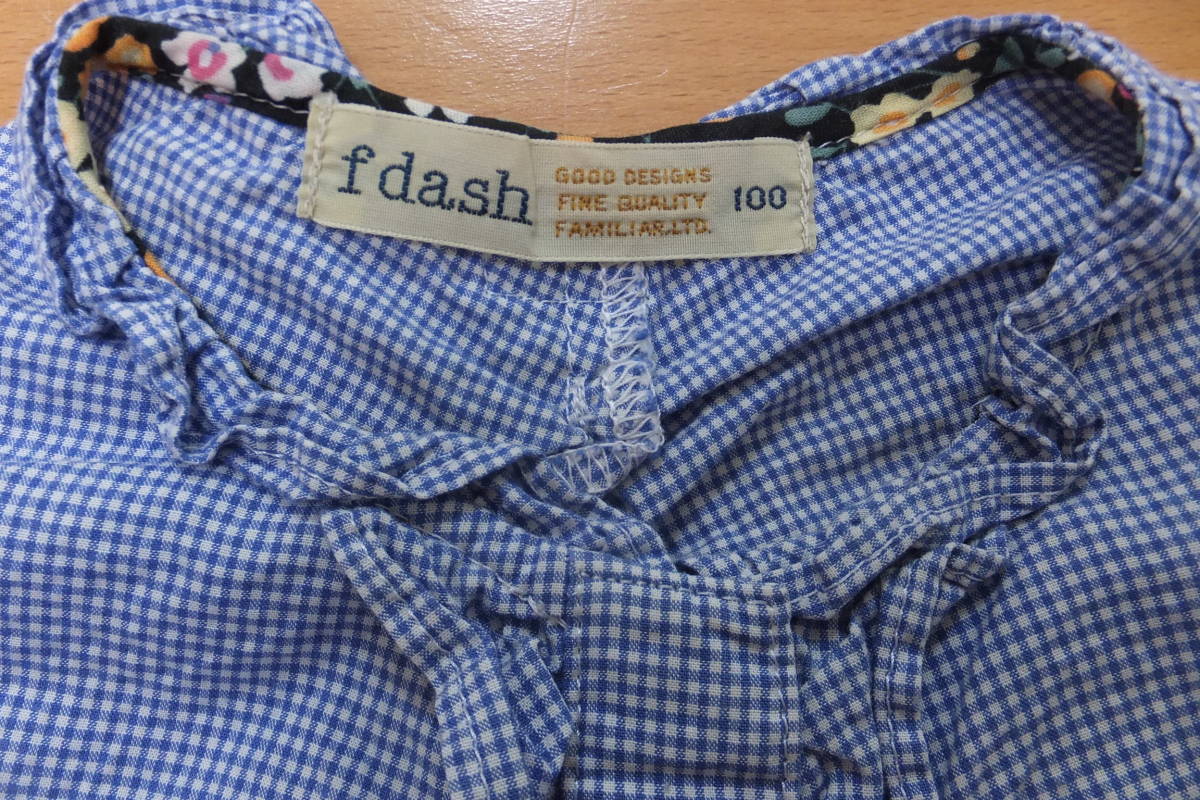 fdash
GOOD DESIGNS
FINE QUALITY
FAMILIAR.LTD.
100